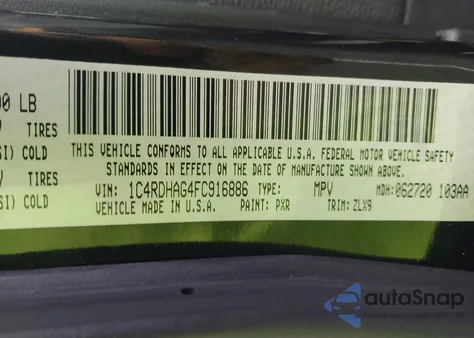 00 LB
TIRES
SI) COLD
TIRES
SI) COLD
THIS VEHICLE CONFORMS TO ALL APPLICABLE U.S.A. FEDERAL MOTOR VEHICLE SAFETY
STANDARDS IN EFFECT ON THE DATE OF MANUFACTURE SHOWN ABOVE.
VIN: 1C4RDHAG4FC916886 TYPE: MPV MDH: 062720 103AA
VEHICLE MADE IN U.S.A. PAINT: PXR TRIM: ZLX9
autoSnap